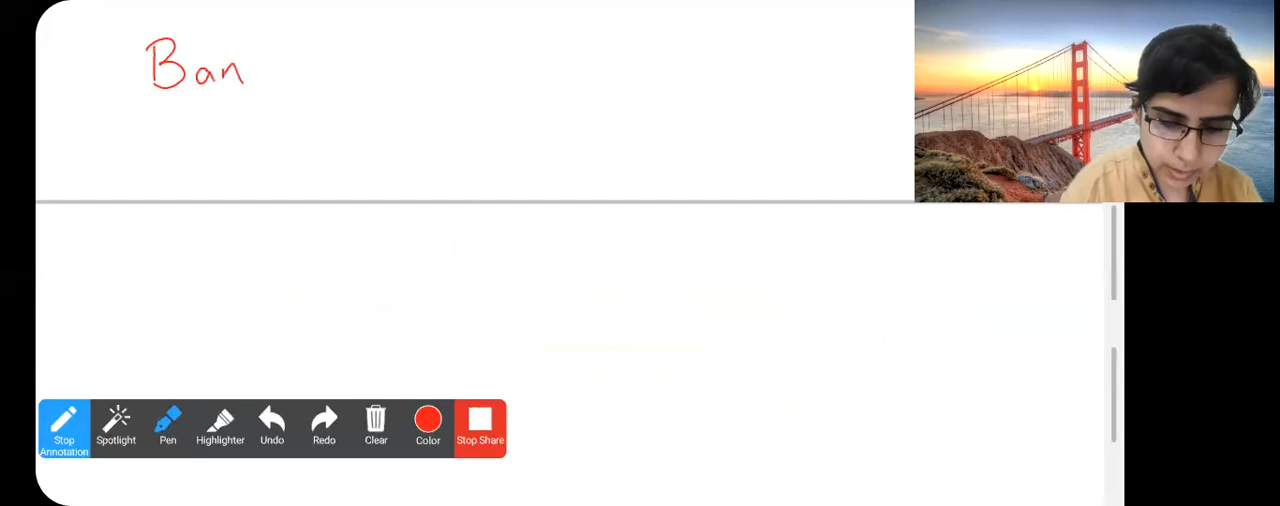 Ban
Stop Annotation
Spotlight
Pen
Highlighter
Undo
Redo
Clear
Color
Stop Share